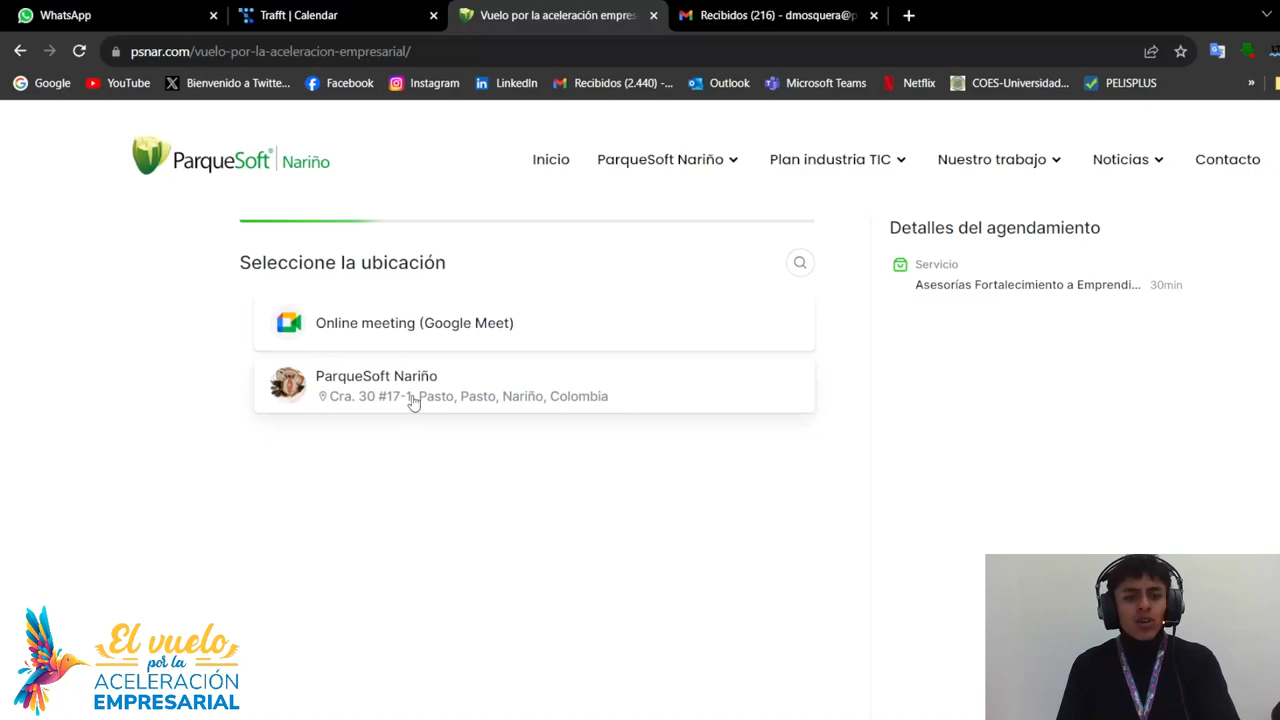 WhatsApp
Trafft | Calendar
Vuelo por la aceleración empres
Recibidos (216) - dmosquera@p
psnar.com/vuelo-por-la-aceleracion-empresarial/
Google
YouTube
Bienvenido a Twitte...
Facebook
Instagram
LinkedIn
Recibidos (2.440) -...
Outlook
Microsoft Teams
Netflix
COES-Universidad...
PELISPLUS
»
ParqueSoft® | Nariño
Inicio
ParqueSoft Nariño
Plan industria TIC
Nuestro trabajo
Noticias
Contacto
Seleccione la ubicación
Online meeting (Google Meet)
ParqueSoft Nariño
Cra. 30 #17-1, Pasto, Pasto, Nariño, Colombia
Detalles del agendamiento
Servicio
Asesorías Fortalecimiento a Emprendi... 30min
El vuelo
por la
ACELERACIÓN
EMPRESARIAL